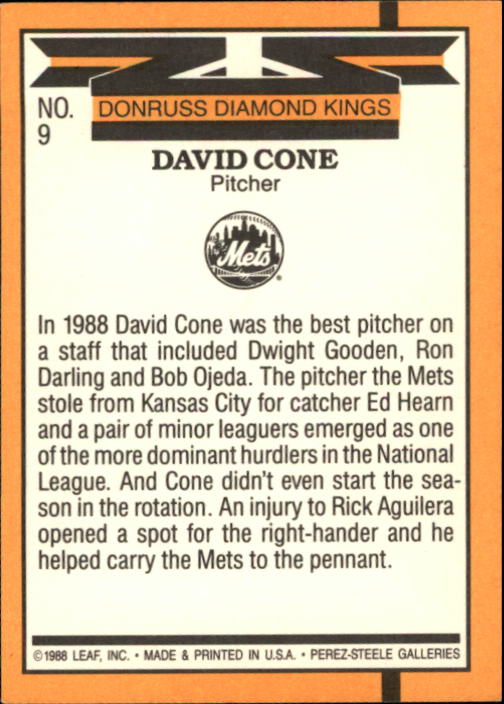 NO.
9
DONRUSS DIAMOND KINGS
DAVID CONE
Pitcher
Mets
In 1988 David Cone was the best pitcher on
a staff that included Dwight Gooden, Ron
Darling and Bob Ojeda. The pitcher the Mets
stole from Kansas City for catcher Ed Hearn
and a pair of minor leaguers emerged as one
of the more dominant hurdlers in the National
League. And Cone didn't even start the sea-
son in the rotation. An injury to Rick Aguilera
opened a spot for the right-hander and he
helped carry the Mets to the pennant.
©1988 LEAF, INC. • MADE & PRINTED IN U.S.A. • PEREZ-STEELE GALLERIES